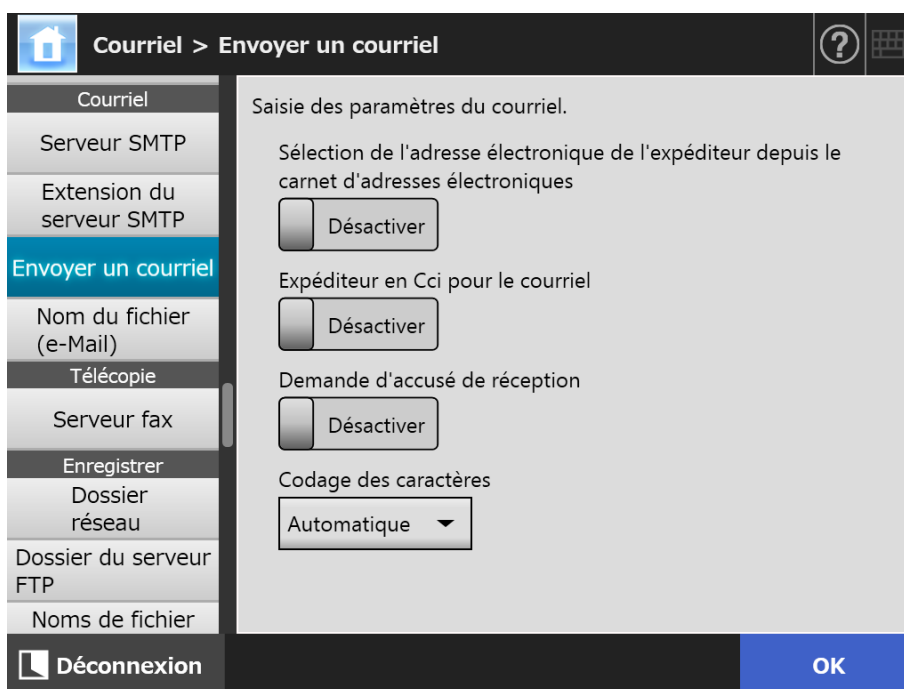 Courriel > Envoyer un courriel
?
Courriel
Serveur SMTP
Extension du
serveur SMTP
Envoyer un courriel
Nom du fichier
(e-Mail)
Télécopie
Serveur fax
Enregistrer
Dossier
réseau
Dossier du serveur
FTP
Noms de fichier
Déconnexion
Saisie des paramètres du courriel.
Sélection de l'adresse électronique de l'expéditeur depuis le
carnet d'adresses électroniques
Désactiver
Expéditeur en Cci pour le courriel
Désactiver
Demande d'accusé de réception
Désactiver
Codage des caractères
Automatique
OK